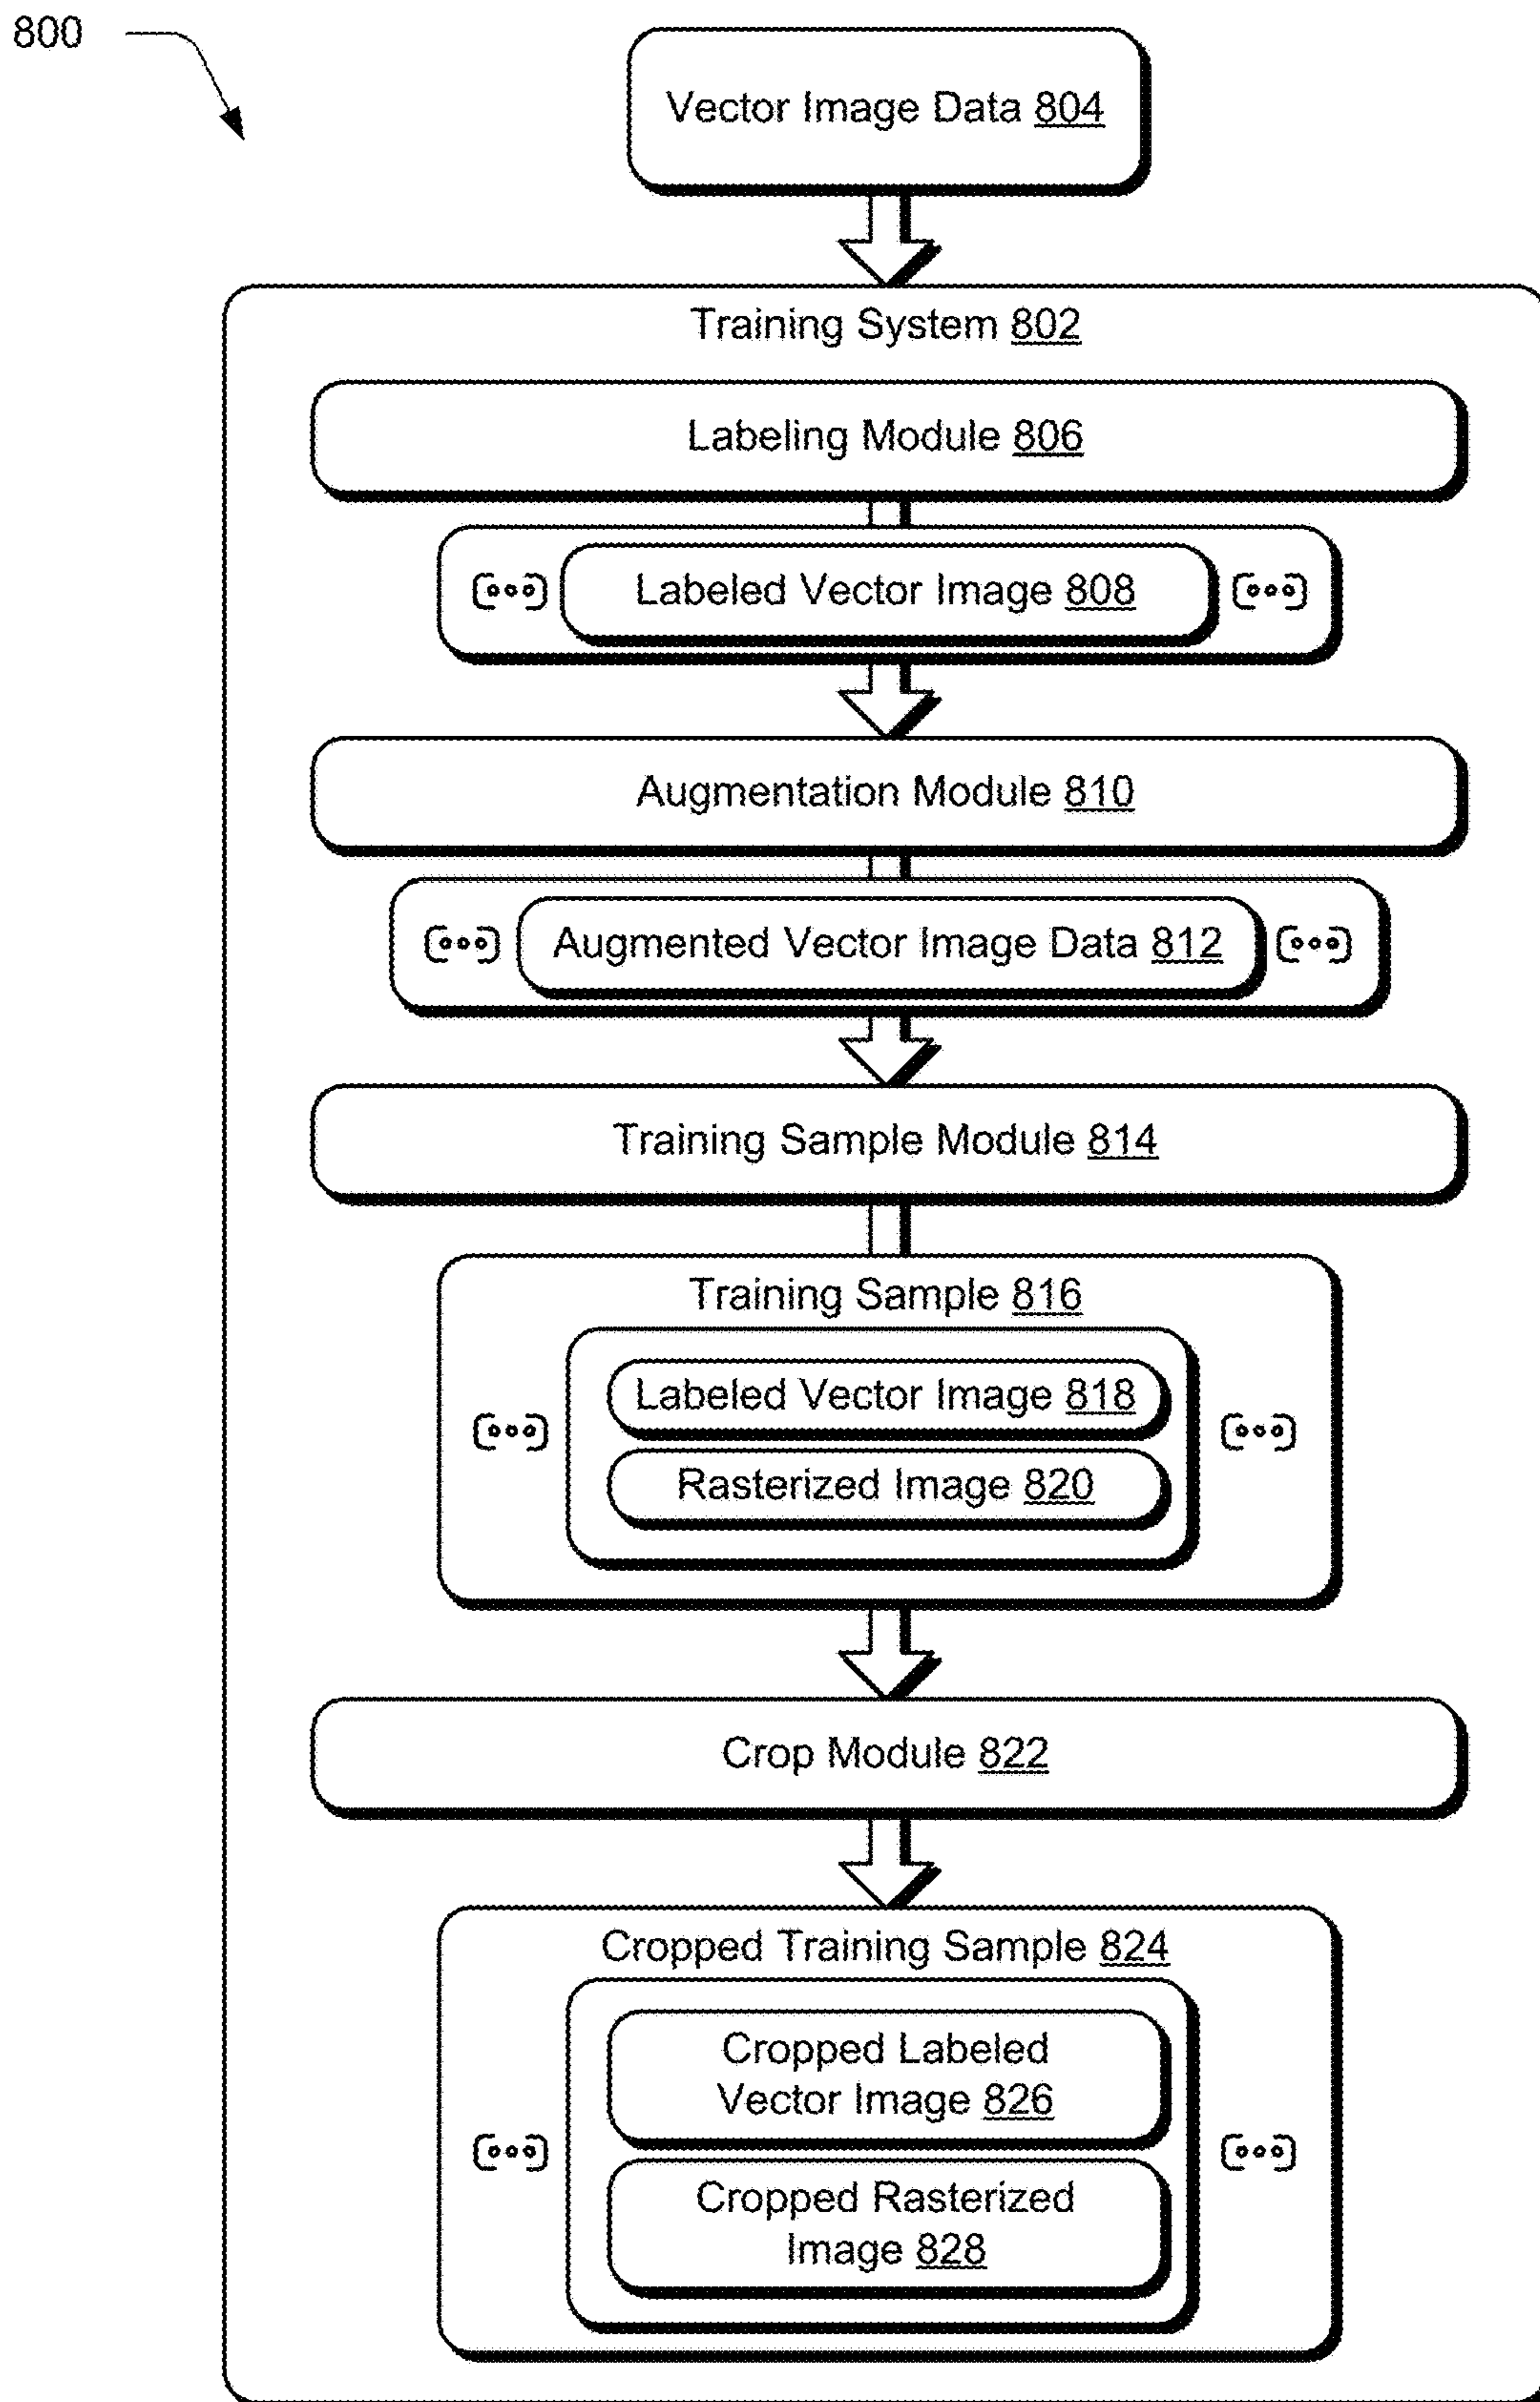 800
Vector Image Data 804
Training System 802
Labeling Module 806
Labeled Vector Image 808
Augmentation Module 810
Augmented Vector Image Data 812
Training Sample Module 814
Training Sample 816
Labeled Vector Image 818
Rasterized Image 820
Crop Module 822
Cropped Training Sample 824
Cropped Labeled
Vector Image 826
Cropped Rasterized
Image 828